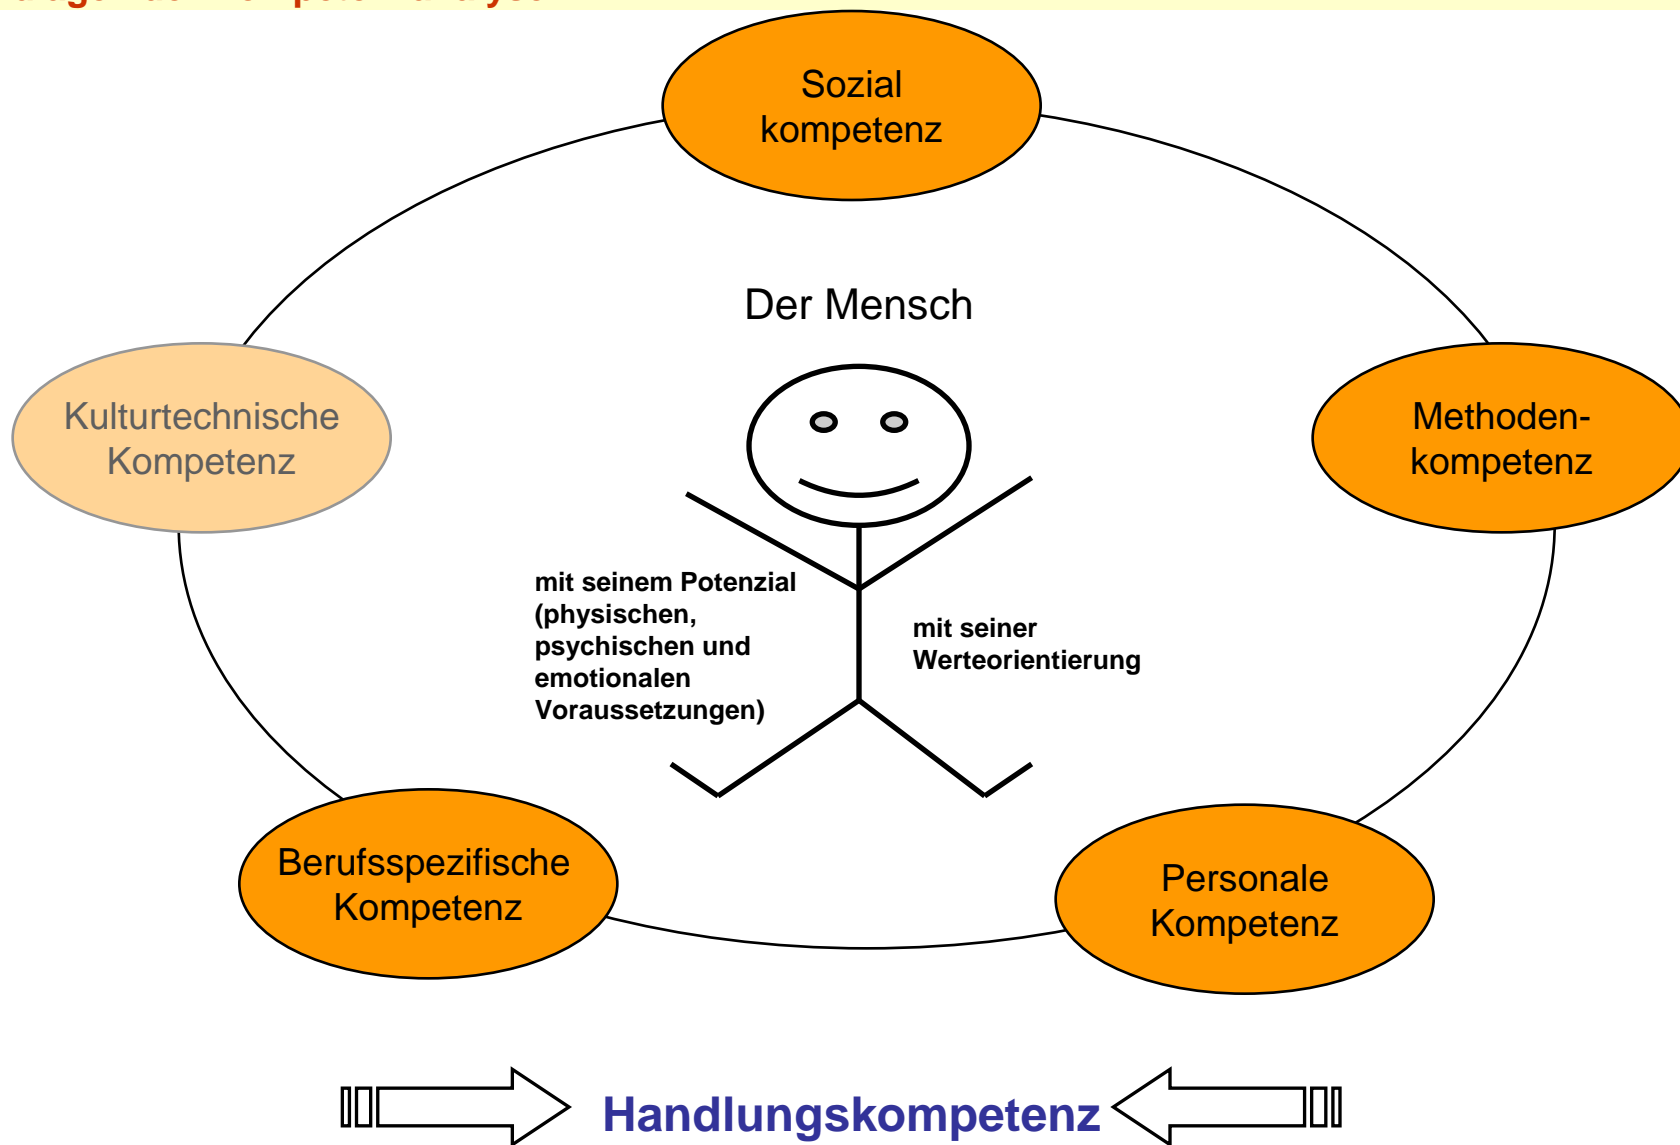 Sozial
kompetenz
Der Mensch
Kulturtechnische
Kompetenz
Methoden-
kompetenz
mit seinem Potenzial
(physischen,
psychischen und
emotionalen
Voraussetzungen)
mit seiner
Werteorientierung
Berufsspezifische
Kompetenz
Personale
Kompetenz
Handlungskompetenz